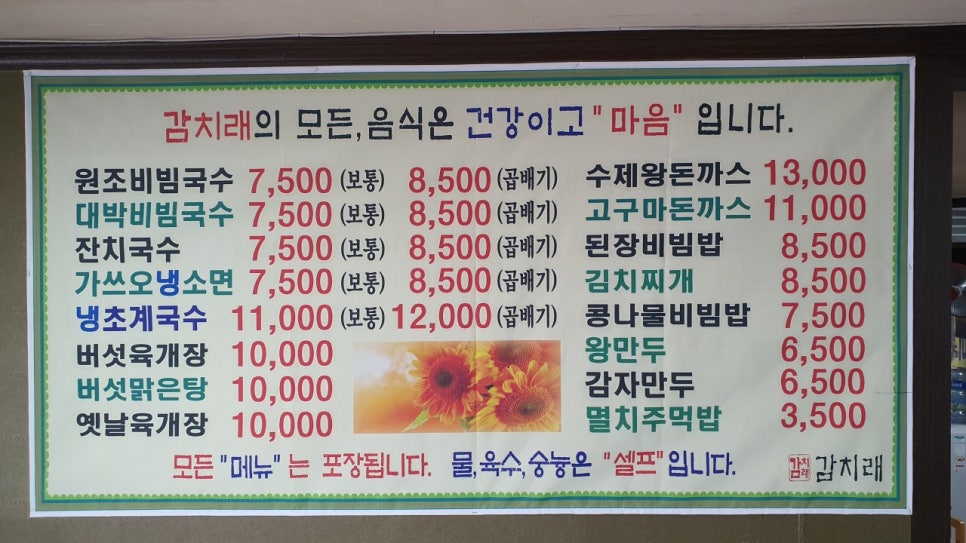 감치래의 모든, 음식은 건강이고 "마음" 입니다.
원조비빔국수 7,500 (보통) 8,500 (곱배기)
대박비빔국수 7,500 (보통) 8,500 (곱배기)
잔치국수 7,500 (보통) 8,500 (곱배기)
가쓰오냉소면 7,500 (보통) 8,500 (곱배기)
냉초계국수 11,000 (보통) 12,000 (곱배기)
버섯육개장 10,000
버섯맑은탕 10,000
옛날육개장 10,000
수제왕돈까스 13,000
고구마돈까스 11,000
된장비빔밥 8,500
김치찌개 8,500
콩나물비빔밥 7,500
왕만두 6,500
감자만두 6,500
멸치주먹밥 3,500
모든 "메뉴"는 포장됩니다. 물,육수,숭늉은 "셀프"입니다.
감치래 감치래